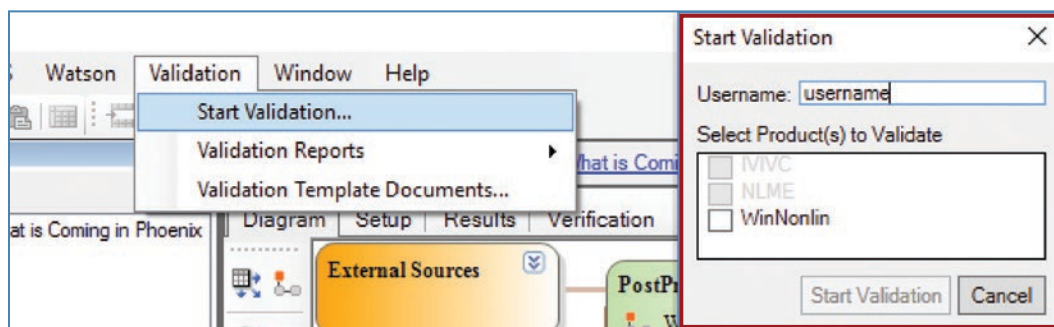 Watson Validation Window Help
Start Validation...
Validation Reports
Validation Template Documents...
What is Comi
at is Coming in Phoenix
Diagram Setup Results Verification
External Sources
PostPr
W
Start Validation
Username: username
Select Product(s) to Validate
IVIVC
NLME
WinNonlin
Start Validation Cancel